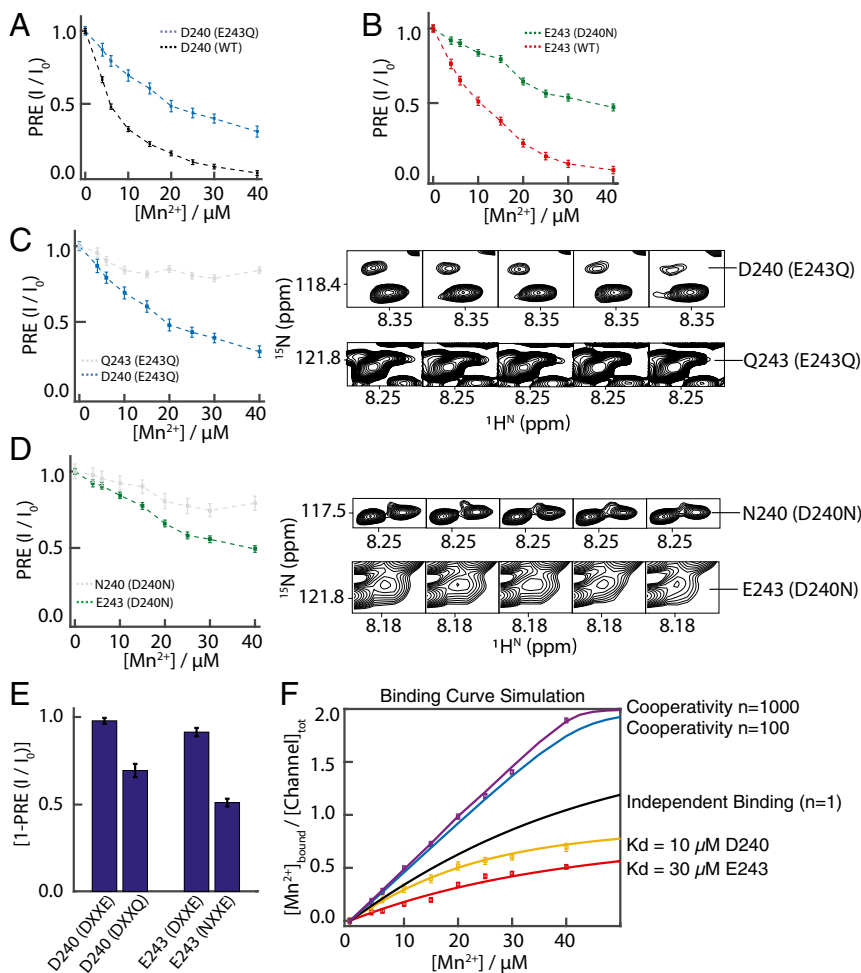 A
D240 (E243Q)
D240 (WT)
1.0
0.5
0.0
PRE (I / I0)
0 10 20 30 40
[Mn2+] / µM
B
E243 (D240N)
E243 (WT)
1.0
0.5
0.0
PRE (I / I0)
0 10 20 30 40
[Mn2+] / µM
C
1.0
0.5
0.0
PRE (I / I0)
Q243 (E243Q)
D240 (E243Q)
0 10 20 30 40
[Mn2+] / µM
15N (ppm)
118.4
D240 (E243Q)
8.35 8.35 8.35 8.35 8.35
121.8
Q243 (E243Q)
8.25 8.25 8.25 8.25 8.25
1HN (ppm)
D
1.0
0.5
0.0
PRE (I / I0)
N240 (D240N)
E243 (D240N)
0 10 20 30 40
[Mn2+] / µM
15N (ppm)
117.5
N240 (D240N)
8.25 8.25 8.25 8.25 8.25
121.8
E243 (D240N)
8.18 8.18 8.18 8.18 8.18
1HN (ppm)
E
1.0
0.5
0.0
[1-PRE (I / I0)]
D240 (DXXE)
D240 (DXXQ)
E243 (DXXE)
E243 (NXXE)
F
Binding Curve Simulation
2.0
1.5
1.0
0.5
0.0
[Mn2+]bound / [Channel]tot
Cooperativity n=1000
Cooperativity n=100
Independent Binding (n=1)
Kd = 10 µM D240
Kd = 30 µM E243
0 10 20 30 40
[Mn2+] / µM